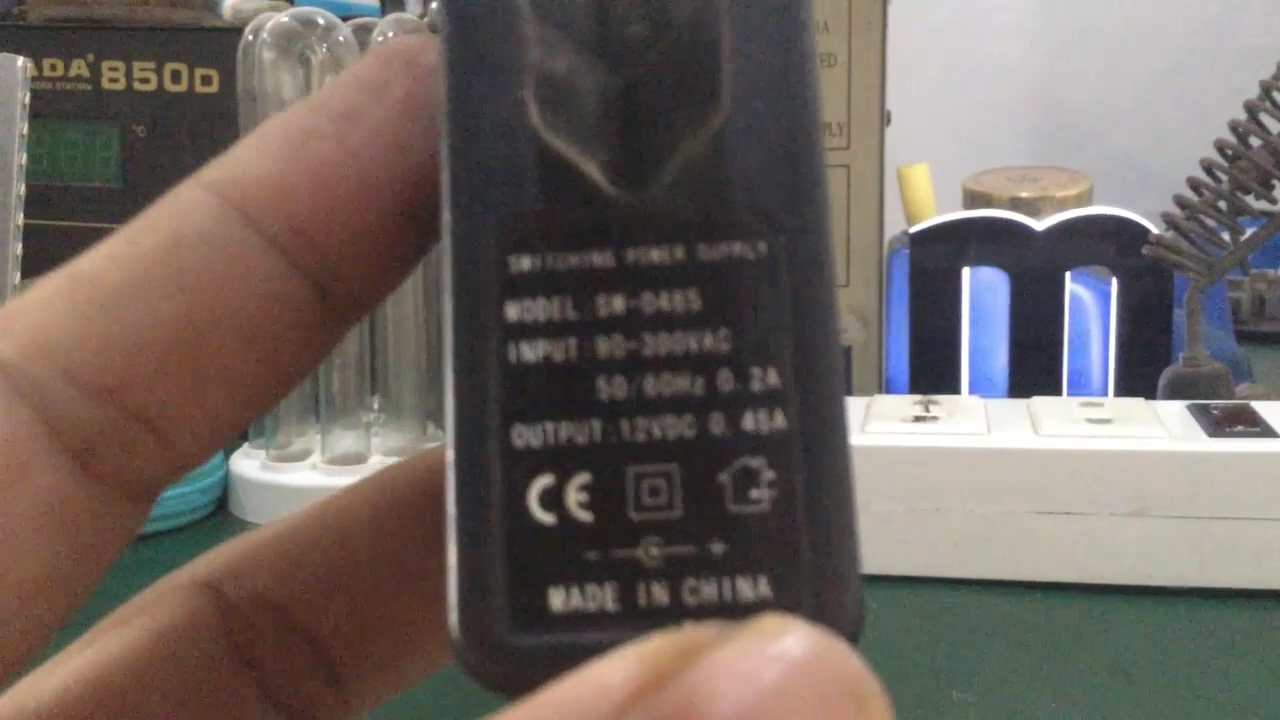 850D
°C
SWITCHING POWER SUPPLY
MODEL:SW-0485
INPUT:90-300VAC
50/60Hz 0.2A
OUTPUT:12VDC 0.45A
CE
- +
MADE IN CHINA
m